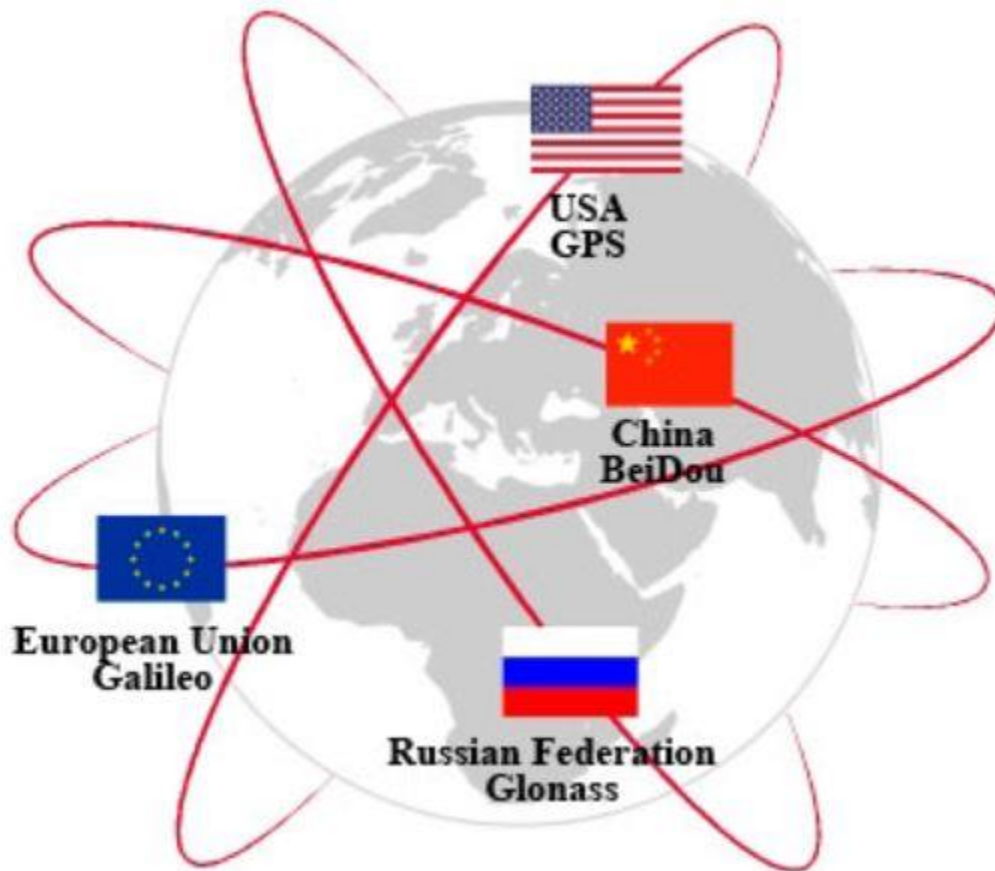 USA
GPS
China
BeiDou
European Union
Galileo
Russian Federation
Glonass